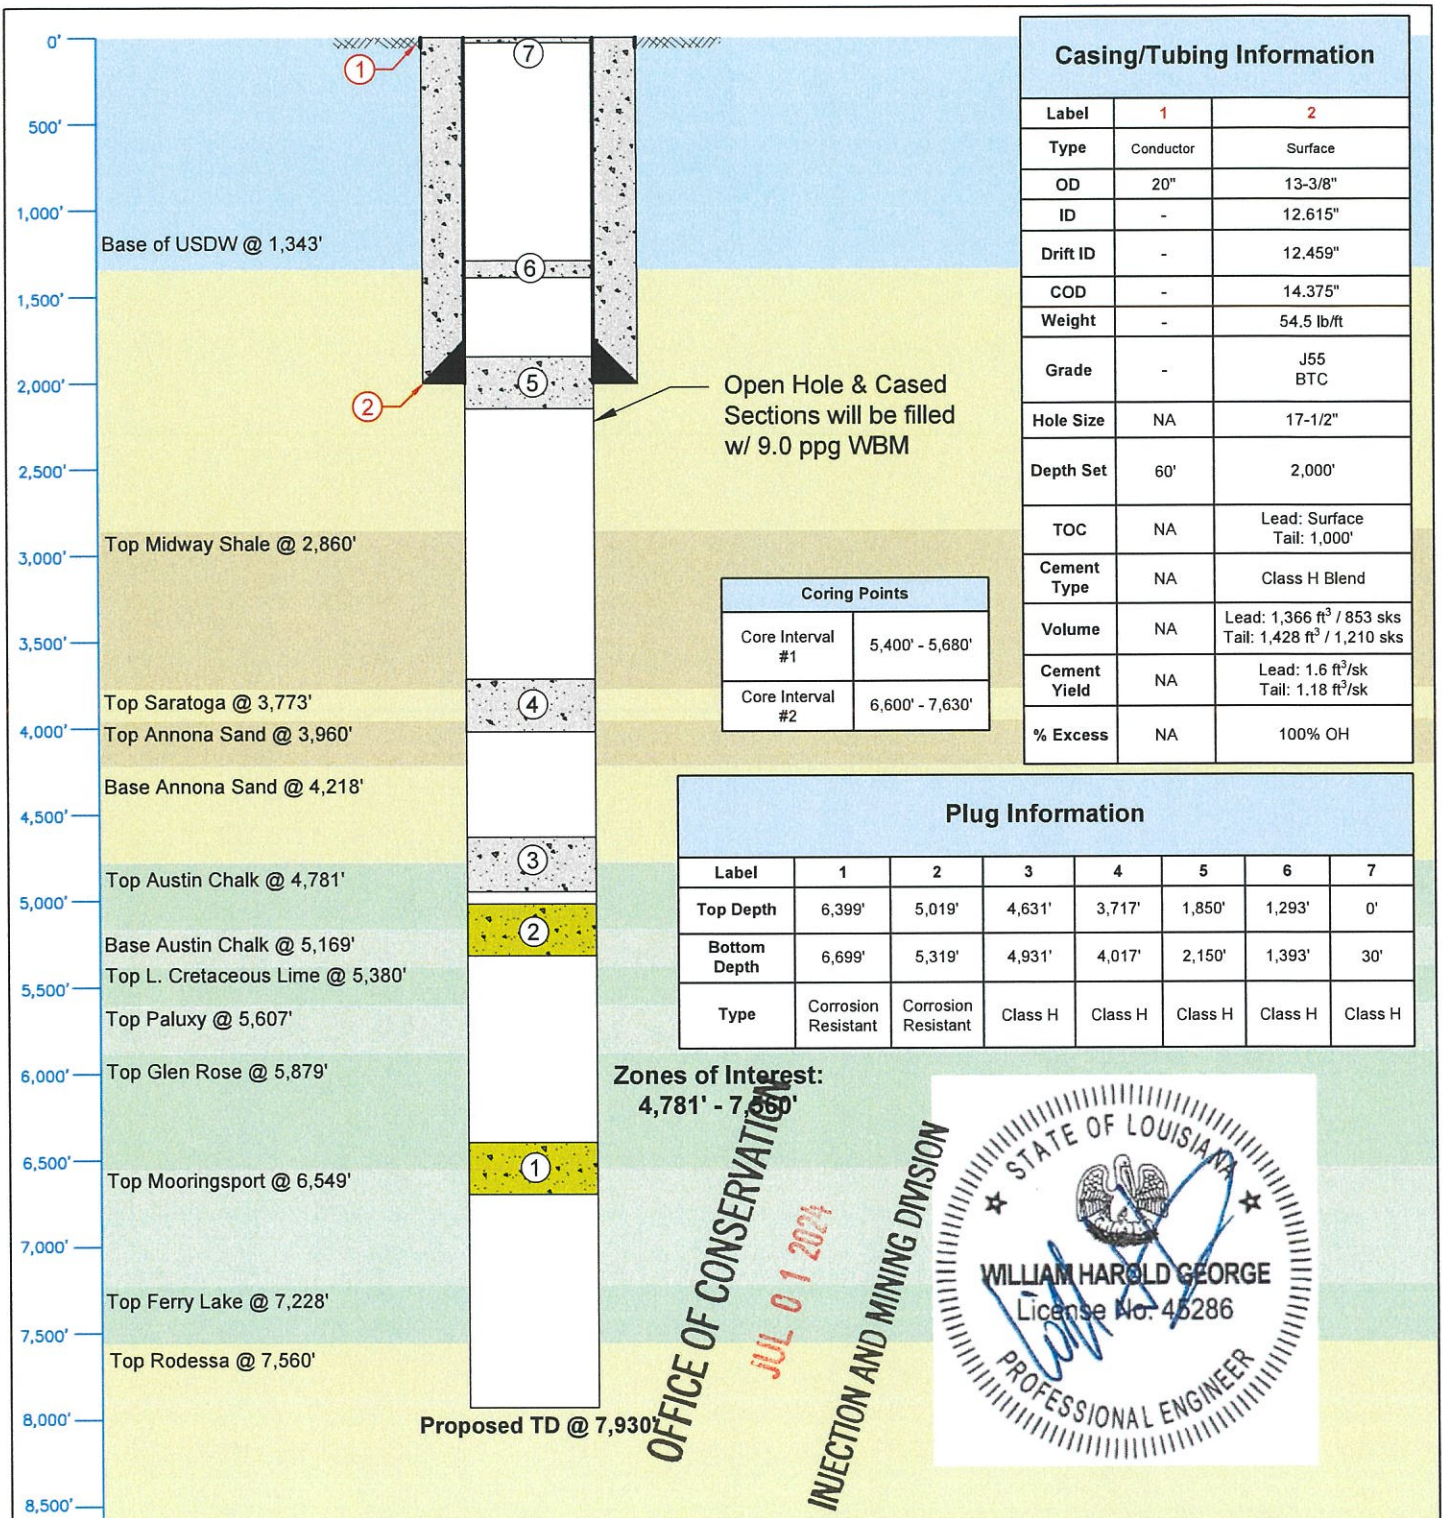 0'
500'
1,000'
1,500'
2,000'
2,500'
3,000'
3,500'
4,000'
4,500'
5,000'
5,500'
6,000'
6,500'
7,000'
7,500'
8,000'
8,500'
Base of USDW @ 1,343'
Top Midway Shale @ 2,860'
Top Saratoga @ 3,773'
Top Annona Sand @ 3,960'
Base Annona Sand @ 4,218'
Top Austin Chalk @ 4,781'
Base Austin Chalk @ 5,169'
Top L. Cretaceous Lime @ 5,380'
Top Paluxy @ 5,607'
Top Glen Rose @ 5,879'
Top Mooringsport @ 6,549'
Top Ferry Lake @ 7,228'
Top Rodessa @ 7,560'
1
2
7
6
5
4
3
2
1
Open Hole & Cased
Sections will be filled
w/ 9.0 ppg WBM
Proposed TD @ 7,930'
Casing/Tubing Information
Label 1 2
Type Conductor Surface
OD 20" 13-3/8"
ID - 12.615"
Drift ID - 12.459"
COD - 14.375"
Weight - 54.5 lb/ft
Grade - J55
BTC
Hole Size NA 17-1/2"
Depth Set 60' 2,000'
TOC NA Lead: Surface
Tail: 1,000'
Cement
Type NA Class H Blend
Volume NA Lead: 1,366 ft³ / 853 sks
Tail: 1,428 ft³ / 1,210 sks
Cement
Yield NA Lead: 1.6 ft³/sk
Tail: 1.18 ft³/sk
% Excess NA 100% OH
Coring Points
Core Interval
#1 5,400' - 5,680'
Core Interval
#2 6,600' - 7,630'
Plug Information
Label 1 2 3 4 5 6 7
Top Depth 6,399' 5,019' 4,631' 3,717' 1,850' 1,293' 0'
Bottom
Depth 6,699' 5,319' 4,931' 4,017' 2,150' 1,393' 30'
Type Corrosion
Resistant Corrosion
Resistant Class H Class H Class H Class H Class H
Zones of Interest:
4,781' - 7,560'
OFFICE OF CONSERVATION
JUL 01 2024
INJECTION AND MINING DIVISION
STATE OF LOUISIANA
WILLIAM HAROLD GEORGE
License No. 45286
PROFESSIONAL ENGINEER